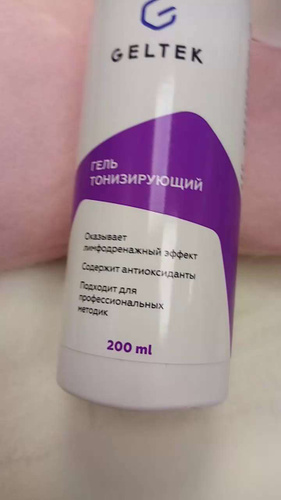 GELTEK
ГЕЛЬ
ТОНИЗИРУЮЩИЙ
Оказывает
лимфодренажный эффект
Содержит антиоксиданты
Подходит для
профессиональных
методик
200 ml